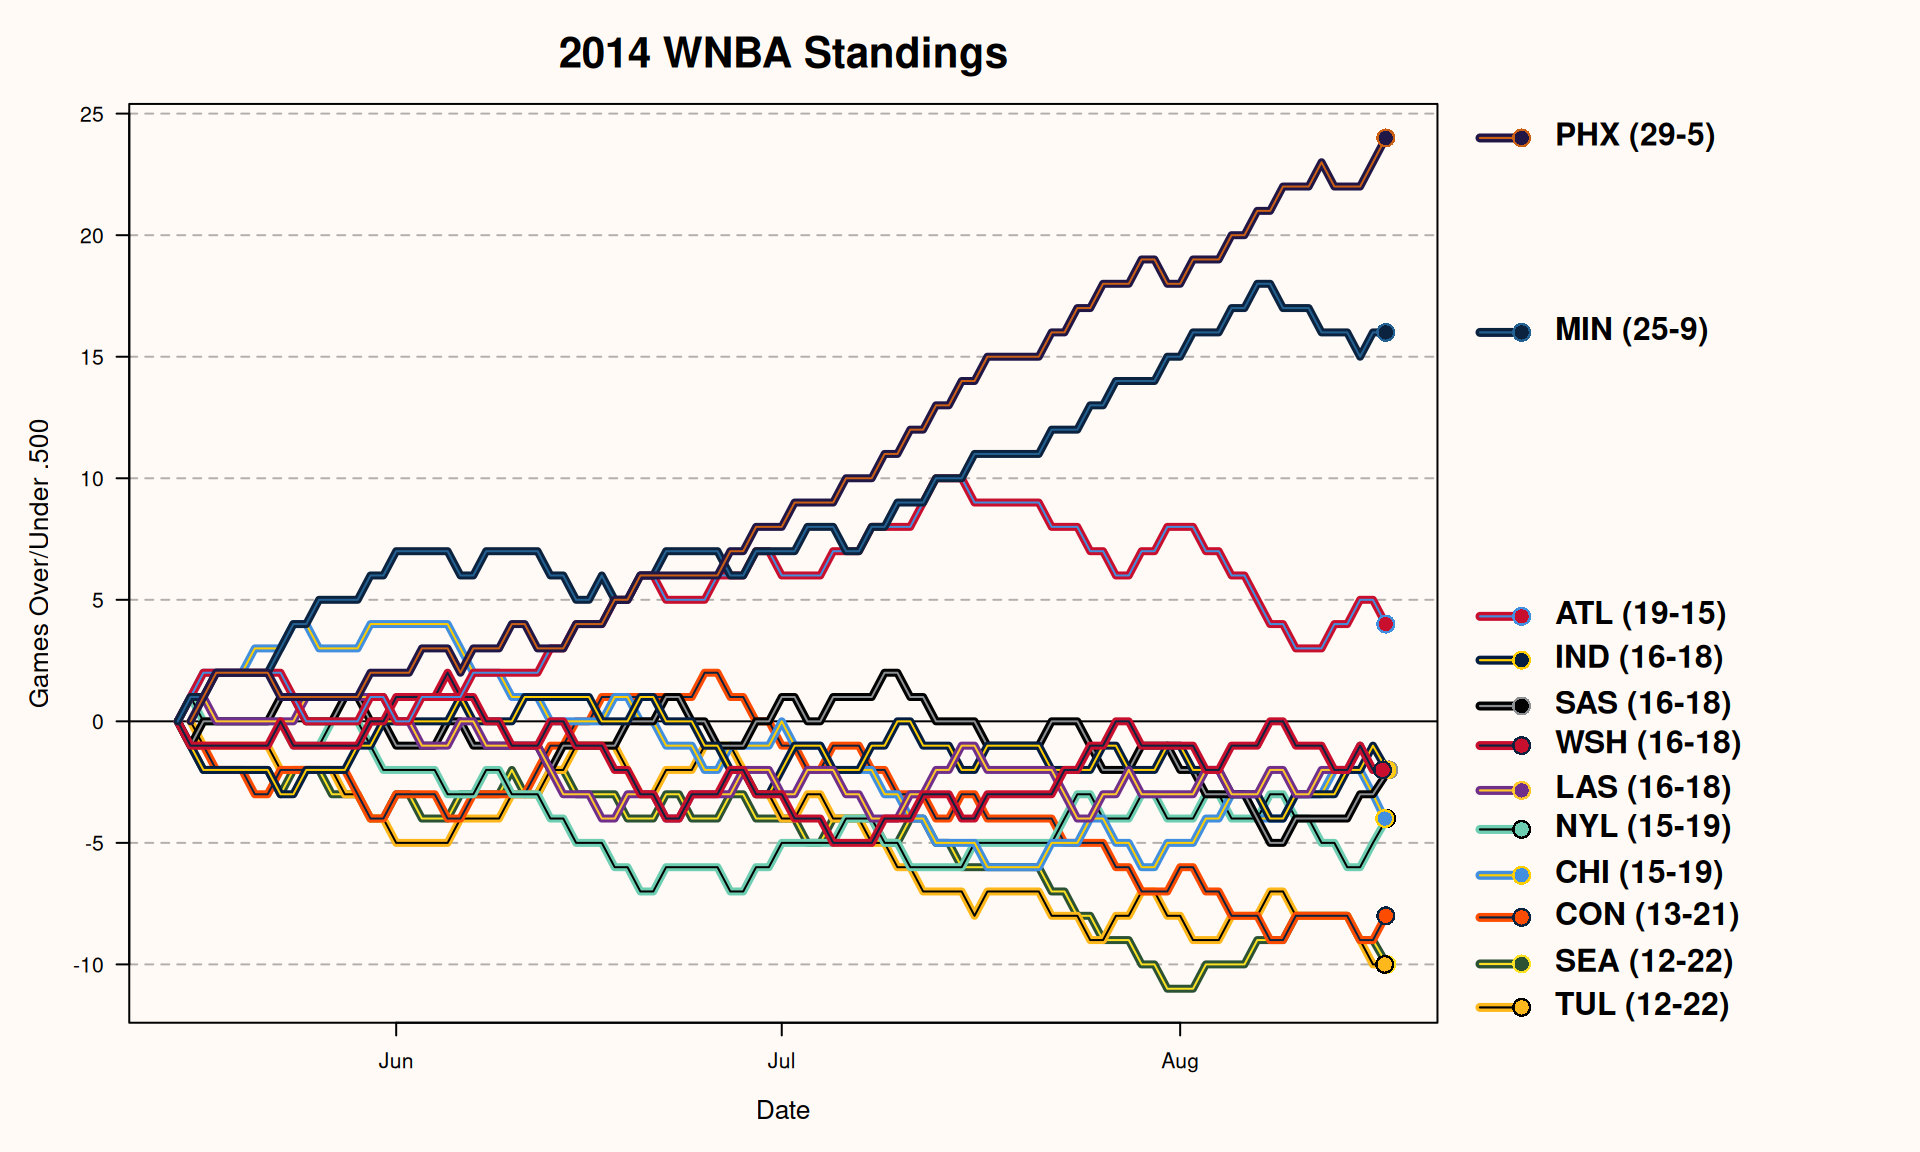 2014 WNBA Standings
25
20
15
10
5
0
-5
-10
Games Over/Under .500
Jun
Jul
Aug
Date
PHX (29-5)
MIN (25-9)
ATL (19-15)
IND (16-18)
SAS (16-18)
WSH (16-18)
LAS (16-18)
NYL (15-19)
CHI (15-19)
CON (13-21)
SEA (12-22)
TUL (12-22)